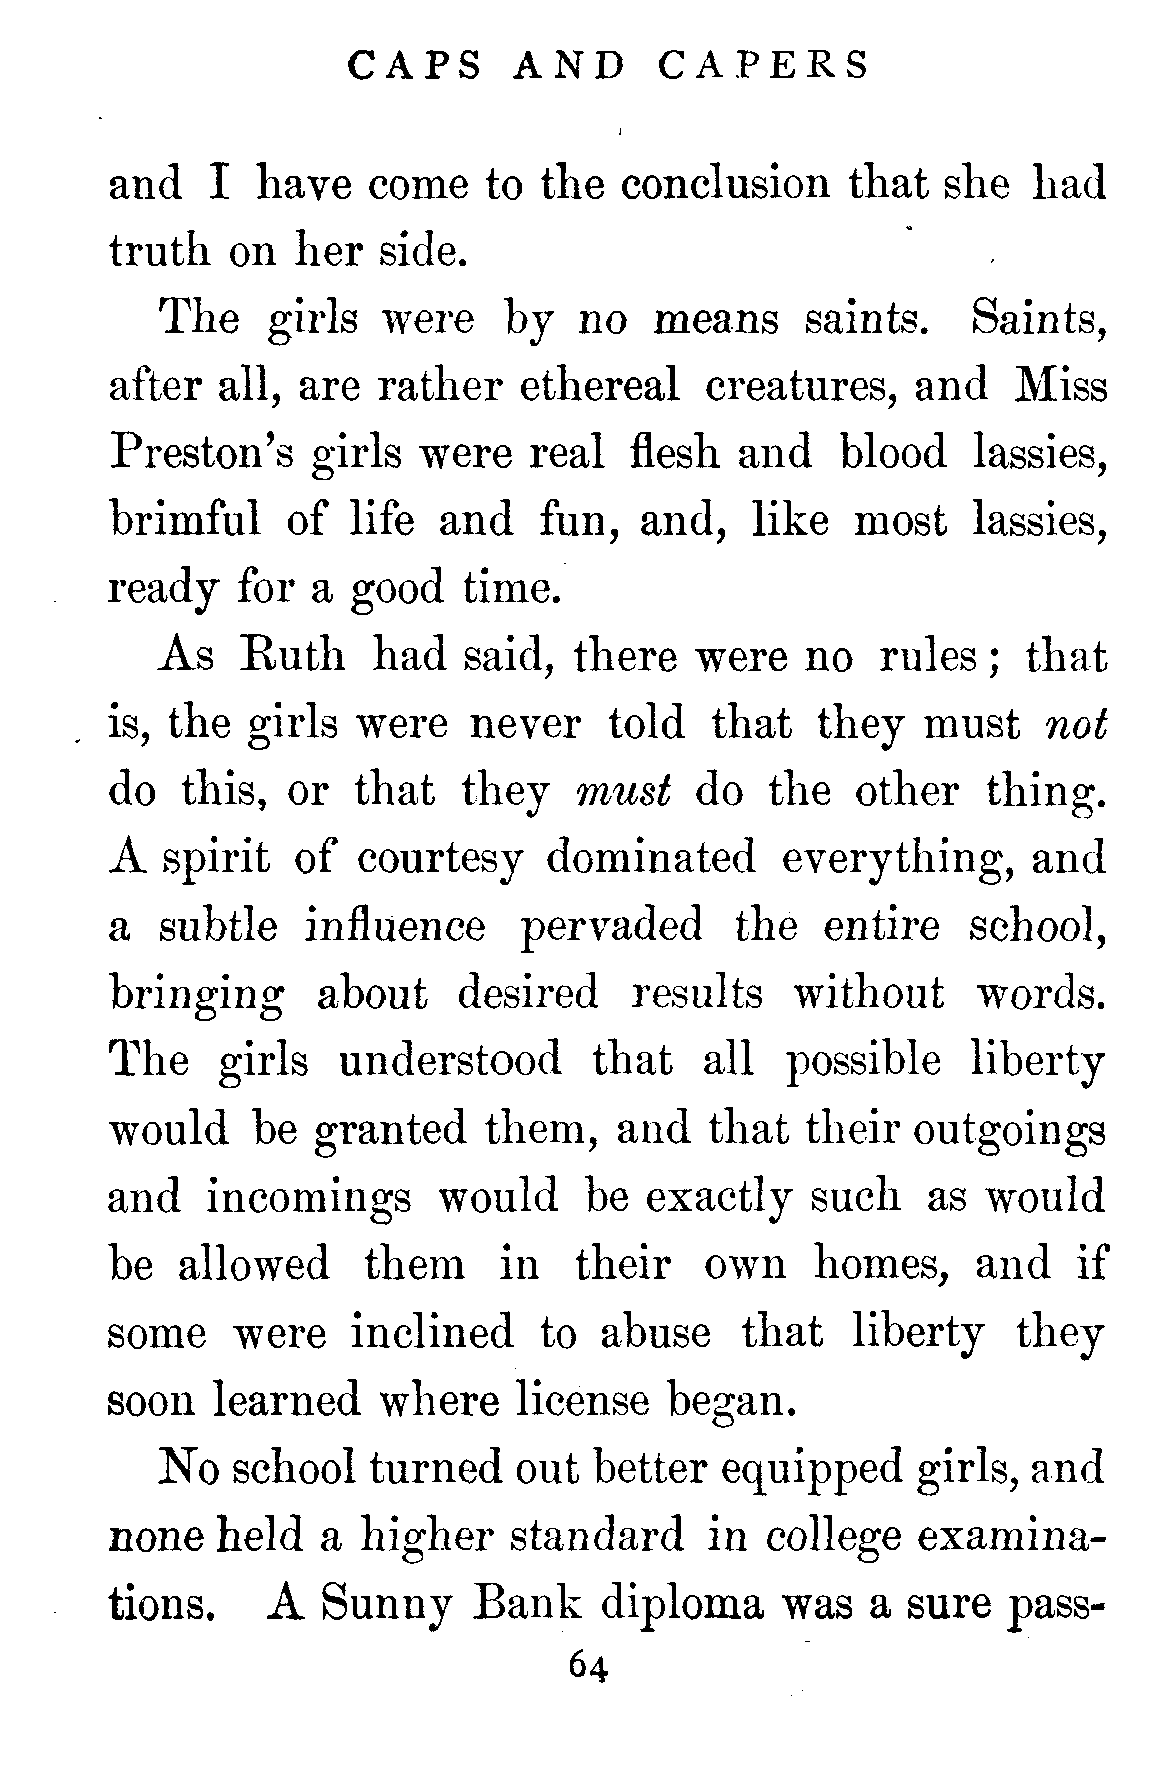 CAPS AND CAPERS
and I have come to the conclusion that she had
truth on her side.
The girls were by no means saints. Saints,
after all, are rather ethereal creatures, and Miss
Preston's girls were real flesh and blood lassies,
brimful of life and fun, and, like most lassies,
ready for a good time.
As Ruth had said, there were no rules; that
is, the girls were never told that they must not
do this, or that they must do the other thing.
A spirit of courtesy dominated everything, and
a subtle influence pervaded the entire school,
bringing about desired results without words.
The girls understood that all possible liberty
would be granted them, and that their outgoings
and incomings would be exactly such as would
be allowed them in their own homes, and if
some were inclined to abuse that liberty they
soon learned where license began.
No school turned out better equipped girls, and
none held a higher standard in college examina-
tions. A Sunny Bank diploma was a sure pass-
64